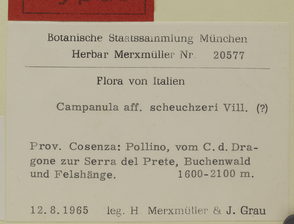 Botanische Staatssammlung München
Herbar Merxmüller Nr. 20577
Flora von Italien
Campanula aff. scheuchzeri Vill. (?)
Prov. Cosenza: Pollino, vom C. d. Dra-
gone zur Serra del Prete, Buchenwald
und Felshänge. 1600-2100 m.
12.8.1965 leg. H Merxmüller & J. Grau